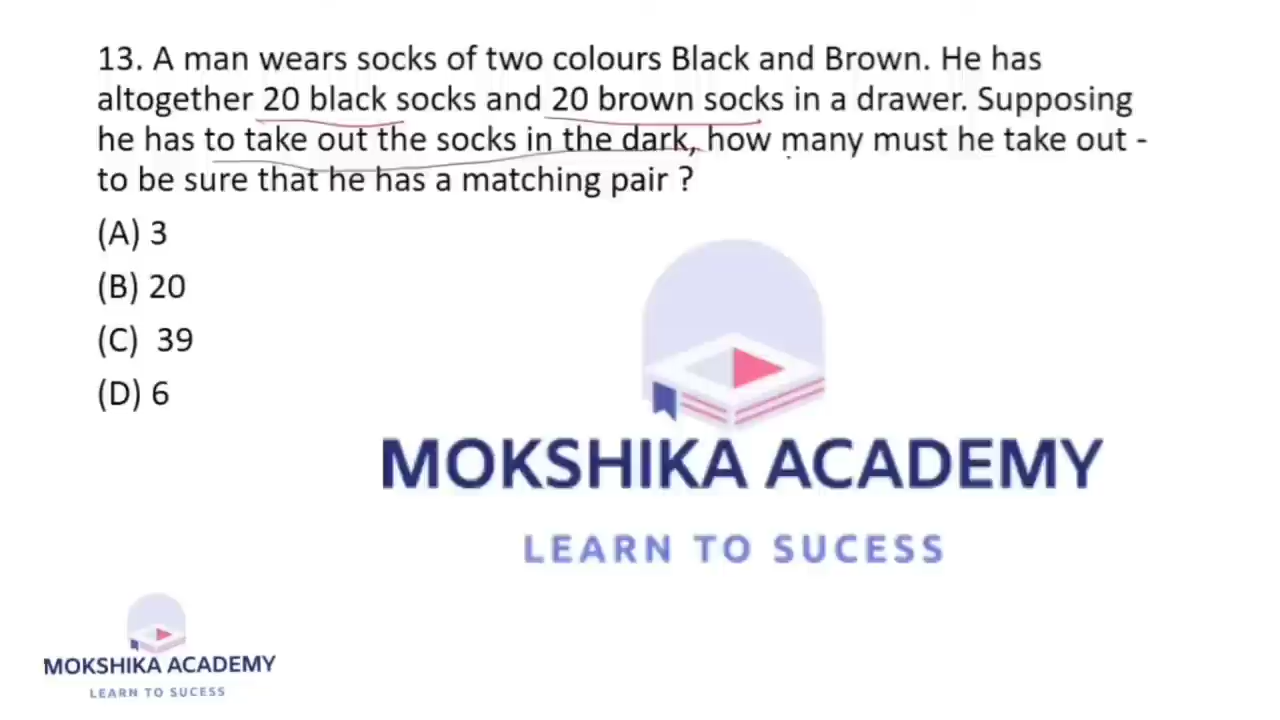 13. A man wears socks of two colours Black and Brown. He has
altogether 20 black socks and 20 brown socks in a drawer. Supposing
he has to take out the socks in the dark, how many must he take out -
to be sure that he has a matching pair ?
(A) 3
(B) 20
(C) 39
(D) 6
MOKSHIKA ACADEMY
LEARN TO SUCESS
MOKSHIKA ACADEMY
LEARN TO SUCESS